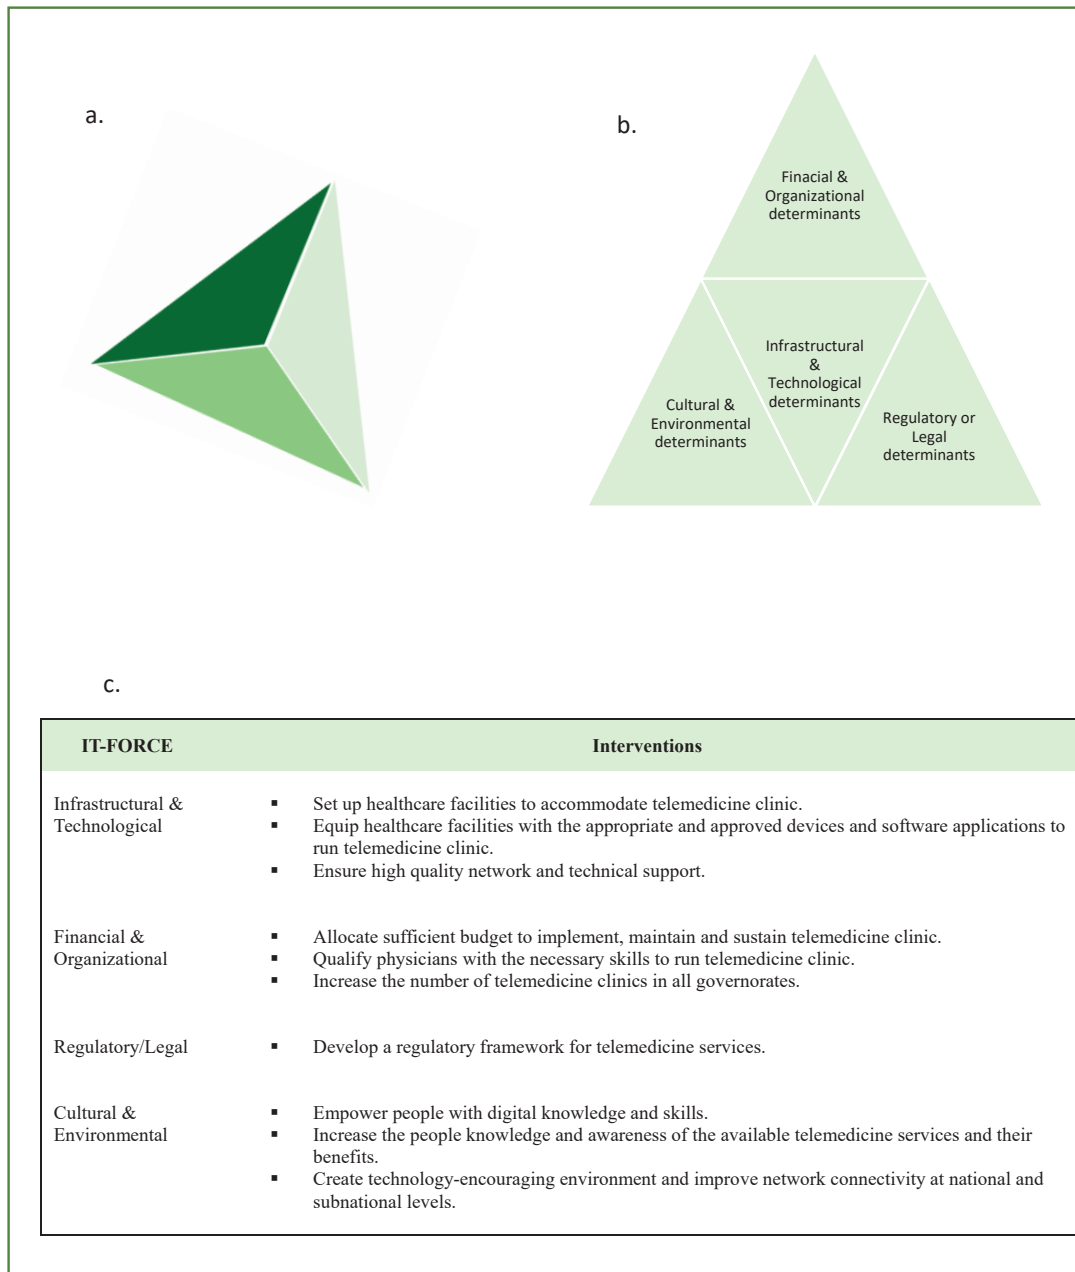 a.
b.
Finacial &
Organizational
determinants
Infrastructural
&
Technological
determinants
Cultural &
Environmental
determinants
Regulatory or
Legal
determinants
c.
IT-FORCE Interventions
Infrastructural &
Technological
▪ Set up healthcare facilities to accommodate telemedicine clinic.
▪ Equip healthcare facilities with the appropriate and approved devices and software applications to
run telemedicine clinic.
▪ Ensure high quality network and technical support.
Financial &
Organizational
▪ Allocate sufficient budget to implement, maintain and sustain telemedicine clinic.
▪ Qualify physicians with the necessary skills to run telemedicine clinic.
▪ Increase the number of telemedicine clinics in all governorates.
Regulatory/Legal
▪ Develop a regulatory framework for telemedicine services.
Cultural &
Environmental
▪ Empower people with digital knowledge and skills.
▪ Increase the people knowledge and awareness of the available telemedicine services and their
benefits.
▪ Create technology-encouraging environment and improve network connectivity at national and
subnational levels.